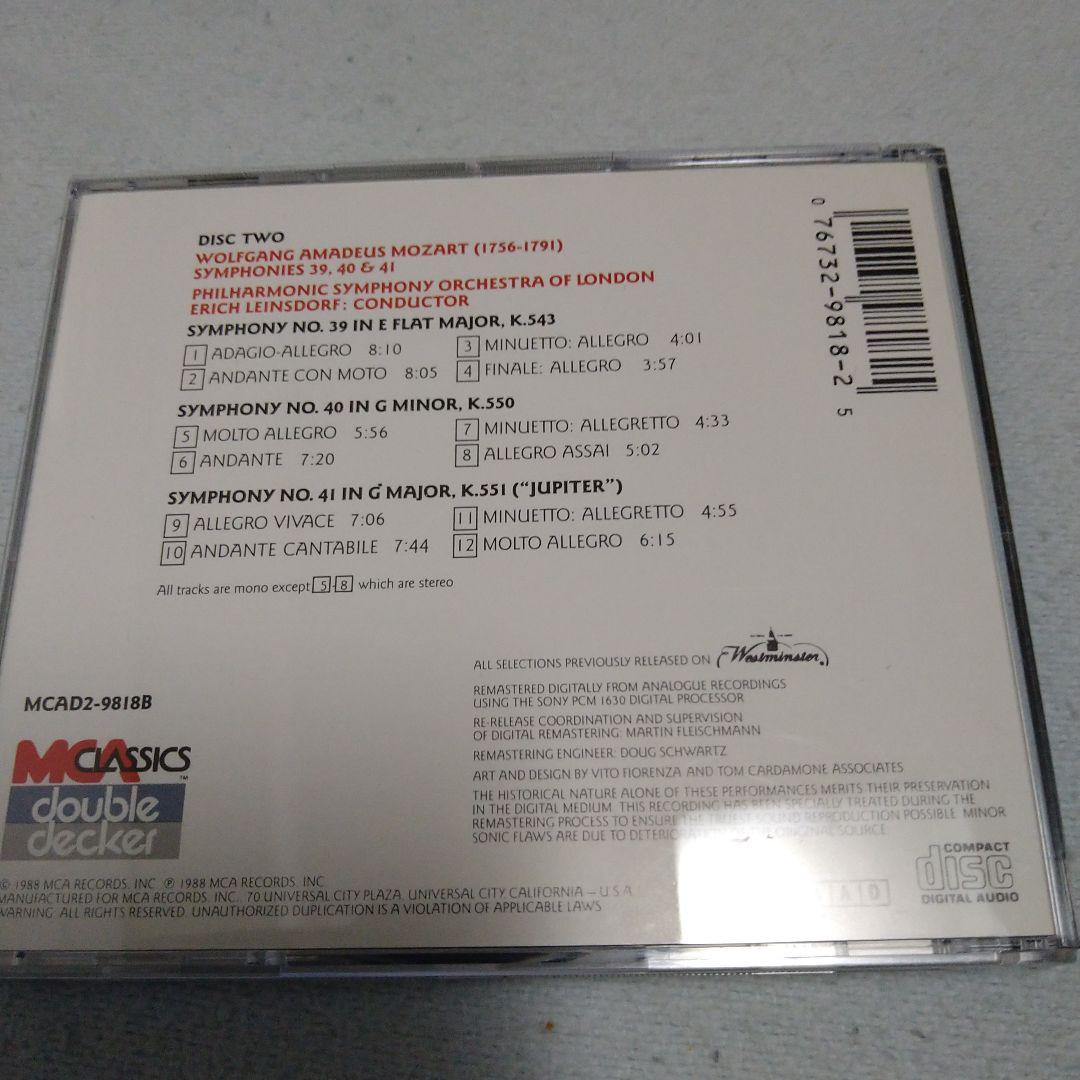 DISC TWO
WOLFGANG AMADEUS MOZART (1756-1791)
SYMPHONIES 39, 40 & 41
PHILHARMONIC SYMPHONY ORCHESTRA OF LONDON
ERICH LEINSDORF: CONDUCTOR
SYMPHONY NO. 39 IN E FLAT MAJOR, K.543
1 ADAGIO-ALLEGRO 8:10
2 ANDANTE CON MOTO 8:05
3 MINUETTO: ALLEGRO 4:01
4 FINALE: ALLEGRO 3:57
SYMPHONY NO. 40 IN G MINOR, K.550
5 MOLTO ALLEGRO 5:56
6 ANDANTE 7:20
7 MINUETTO: ALLEGRETTO 4:33
8 ALLEGRO ASSAI 5:02
SYMPHONY NO. 41 IN G MAJOR, K.551 ("JUPITER")
9 ALLEGRO VIVACE 7:06
10 ANDANTE CANTABILE 7:44
11 MINUETTO: ALLEGRETTO 4:55
12 MOLTO ALLEGRO 6:15
All tracks are mono except 5-8 which are stereo
0 76732-9818-2 5
ALL SELECTIONS PREVIOUSLY RELEASED ON Westminster
REMASTERED DIGITALLY FROM ANALOGUE RECORDINGS
USING THE SONY PCM 1630 DIGITAL PROCESSOR
RE-RELEASE COORDINATION AND SUPERVISION
OF DIGITAL REMASTERING: MARTIN FLEISCHMANN
REMASTERING ENGINEER: DOUG SCHWARTZ
ART AND DESIGN BY VITO FIORENZA AND TOM CARDAMONE ASSOCIATES
THE HISTORICAL NATURE ALONE OF THESE PERFORMANCES MERITS THEIR PRESERVATION
IN THE DIGITAL MEDIUM. THIS RECORDING HAS BEEN SPECIALLY TREATED DURING THE
REMASTERING PROCESS TO ENSURE THE TRUEST SOUND REPRODUCTION POSSIBLE. MINOR
SONIC FLAWS ARE DUE TO DETERIORATION OF THE ORIGINAL SOURCE
MCAD2-9818B
MCA CLASSICS™
double
decker
© 1988 MCA RECORDS, INC. ℗ 1988 MCA RECORDS, INC.
MANUFACTURED FOR MCA RECORDS, INC., 70 UNIVERSAL CITY PLAZA, UNIVERSAL CITY CALIFORNIA – U.S.A.
WARNING: ALL RIGHTS RESERVED. UNAUTHORIZED DUPLICATION IS A VIOLATION OF APPLICABLE LAWS
A D
COMPACT
disc
DIGITAL AUDIO